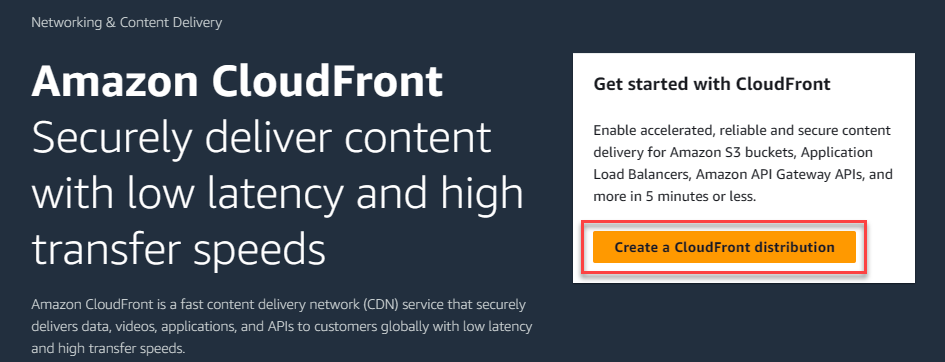 Networking & Content Delivery
Amazon CloudFront
Securely deliver content
with low latency and high
transfer speeds
Amazon CloudFront is a fast content delivery network (CDN) service that securely
delivers data, videos, applications, and APIs to customers globally with low latency
and high transfer speeds.
Get started with CloudFront
Enable accelerated, reliable and secure content
delivery for Amazon S3 buckets, Application
Load Balancers, Amazon API Gateway APIs, and
more in 5 minutes or less.
Create a CloudFront distribution